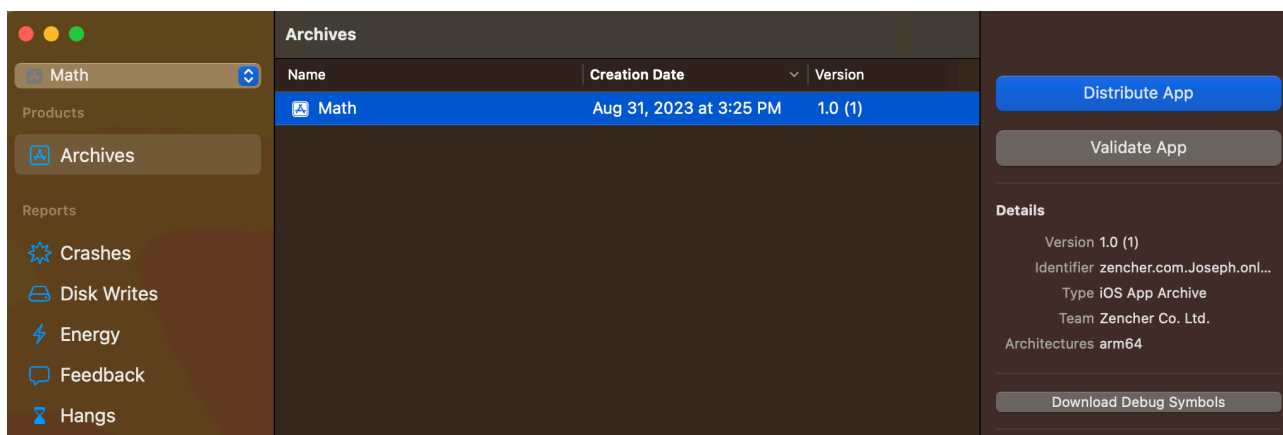 Math
Products
Archives
Reports
Crashes
Disk Writes
Energy
Feedback
Hangs
Archives
Name Creation Date Version
Math Aug 31, 2023 at 3:25 PM 1.0 (1)
Distribute App
Validate App
Details
Version 1.0 (1)
Identifier zencher.com.Joseph.onl...
Type iOS App Archive
Team Zencher Co. Ltd.
Architectures arm64
Download Debug Symbols